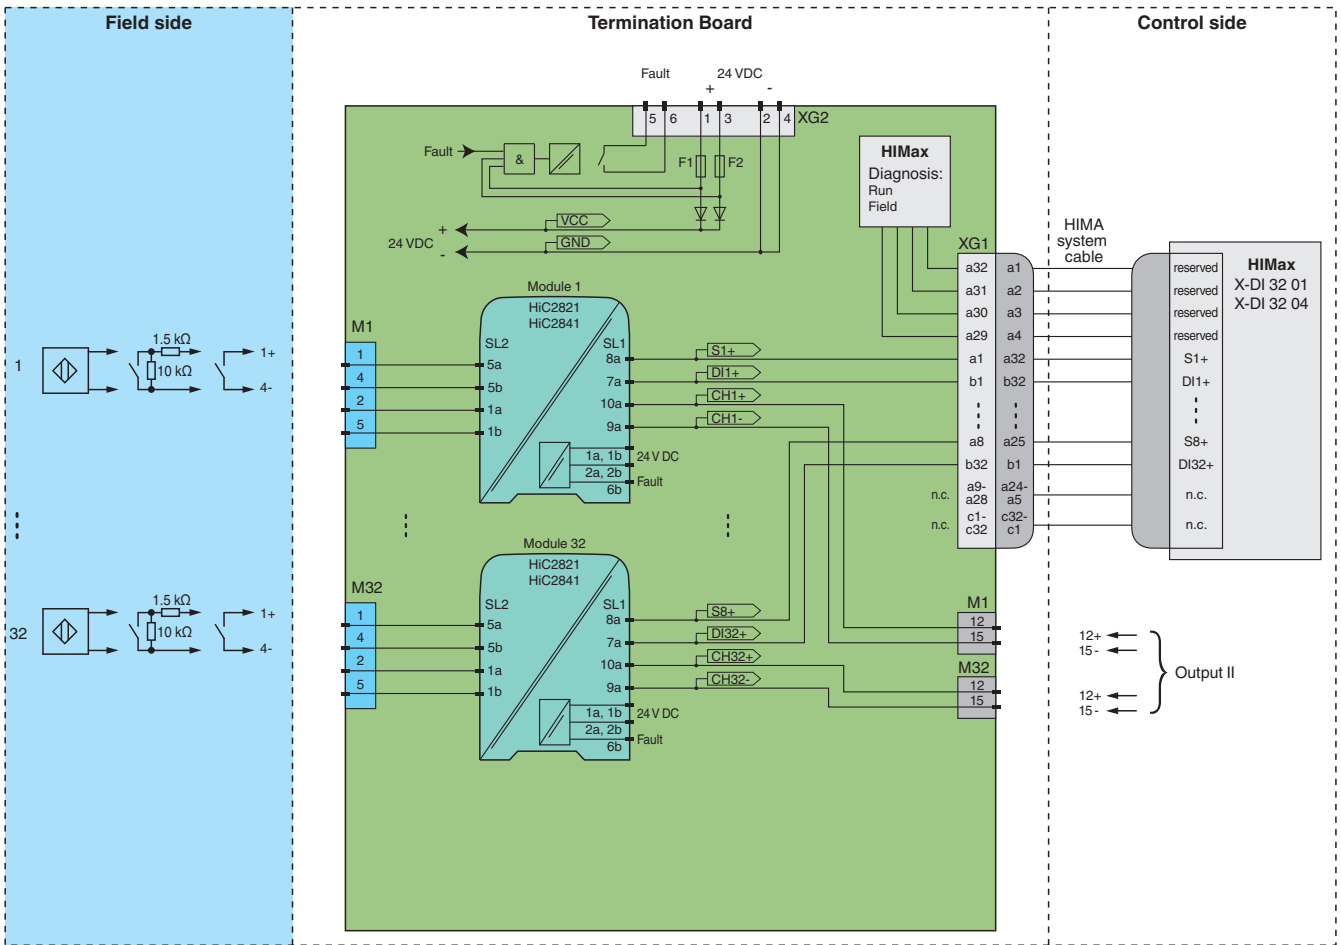 Field side
Termination Board
Control side
Fault
24 VDC
+
-
5
6
1
3
2
4
XG2
Fault
&
F1
F2
HIMax
Diagnosis:
Run
Field
VCC
GND
+
24 VDC
-
HIMA
system
cable
XG1
a32 a1
a31 a2
a30 a3
a29 a4
a1 a32
b1 b32
a8 a25
b32 b1
n.c.
a9-
a28
a24-
a5
n.c.
c1-
c32
c32-
c1
reserved
reserved
reserved
reserved
S1+
DI1+
S8+
DI32+
n.c.
n.c.
HIMax
X-DI 32 01
X-DI 32 04
Module 1
HiC2821
HiC2841
M1
1
4
2
5
SL2
5a
5b
1a
1b
SL1
8a
7a
10a
9a
S1+
DI1+
CH1+
CH1-
1a, 1b
2a, 2b
6b
24 V DC
Fault
1
1.5 kΩ
10 kΩ
1+
4-
Module 32
HiC2821
HiC2841
M32
1
4
2
5
SL2
5a
5b
1a
1b
SL1
8a
7a
10a
9a
S8+
DI32+
CH32+
CH32-
1a, 1b
2a, 2b
6b
24 V DC
Fault
32
1.5 kΩ
10 kΩ
1+
4-
M1
12
15
M32
12
15
12+
15-
12+
15-
Output II